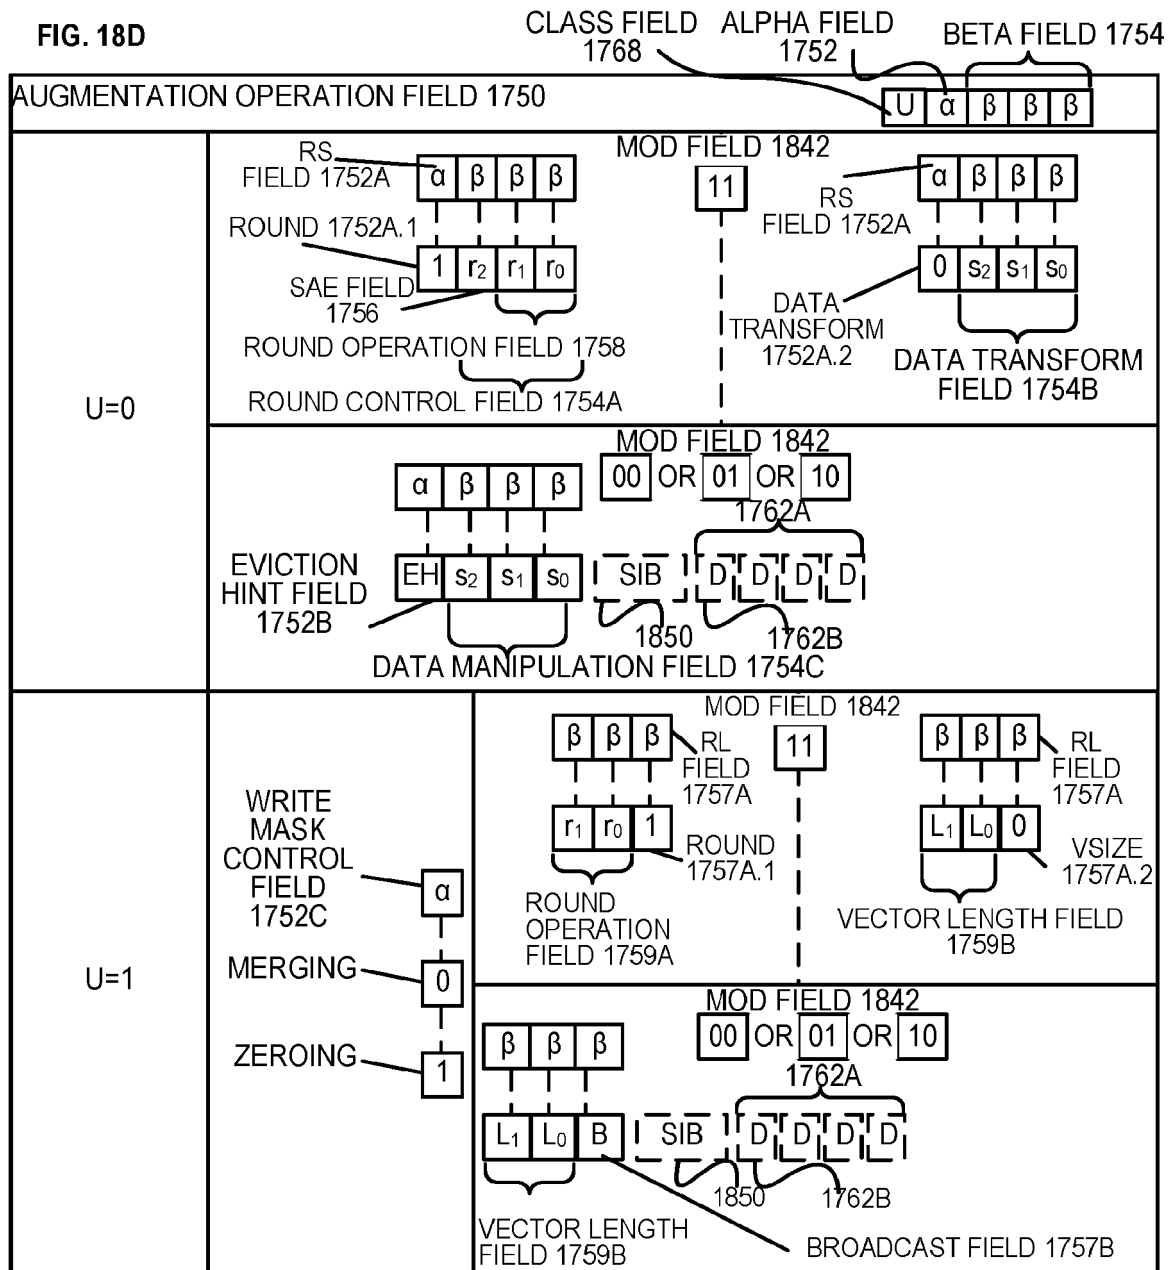 FIG. 18D
CLASS FIELD
1768
ALPHA FIELD
1752
BETA FIELD 1754
AUGMENTATION OPERATION FIELD 1750
U α β β β
U=0
RS
FIELD 1752A
α β β β
ROUND 1752A.1
1 r2 r1 r0
SAE FIELD
1756
ROUND OPERATION FIELD 1758
ROUND CONTROL FIELD 1754A
MOD FIELD 1842
11
α β β β
RS
FIELD 1752A
0 s2 s1 s0
DATA
TRANSFORM
1752A.2
DATA TRANSFORM
FIELD 1754B
MOD FIELD 1842
00 OR 01 OR 10
α β β β
1762A
EVICTION
HINT FIELD
1752B
EH s2 s1 s0 SIB D D D D
1850
1762B
DATA MANIPULATION FIELD 1754C
U=1
WRITE
MASK
CONTROL
FIELD
1752C
α
MERGING
0
ZEROING
1
MOD FIELD 1842
11
β β β
RL
FIELD
1757A
r1 r0 1
ROUND
1757A.1
ROUND
OPERATION
FIELD 1759A
β β β
RL
FIELD
1757A
L1 L0 0
VSIZE
1757A.2
VECTOR LENGTH FIELD
1759B
MOD FIELD 1842
00 OR 01 OR 10
β β β
1762A
L1 L0 B SIB D D D D
1850
1762B
VECTOR LENGTH
FIELD 1759B
BROADCAST FIELD 1757B